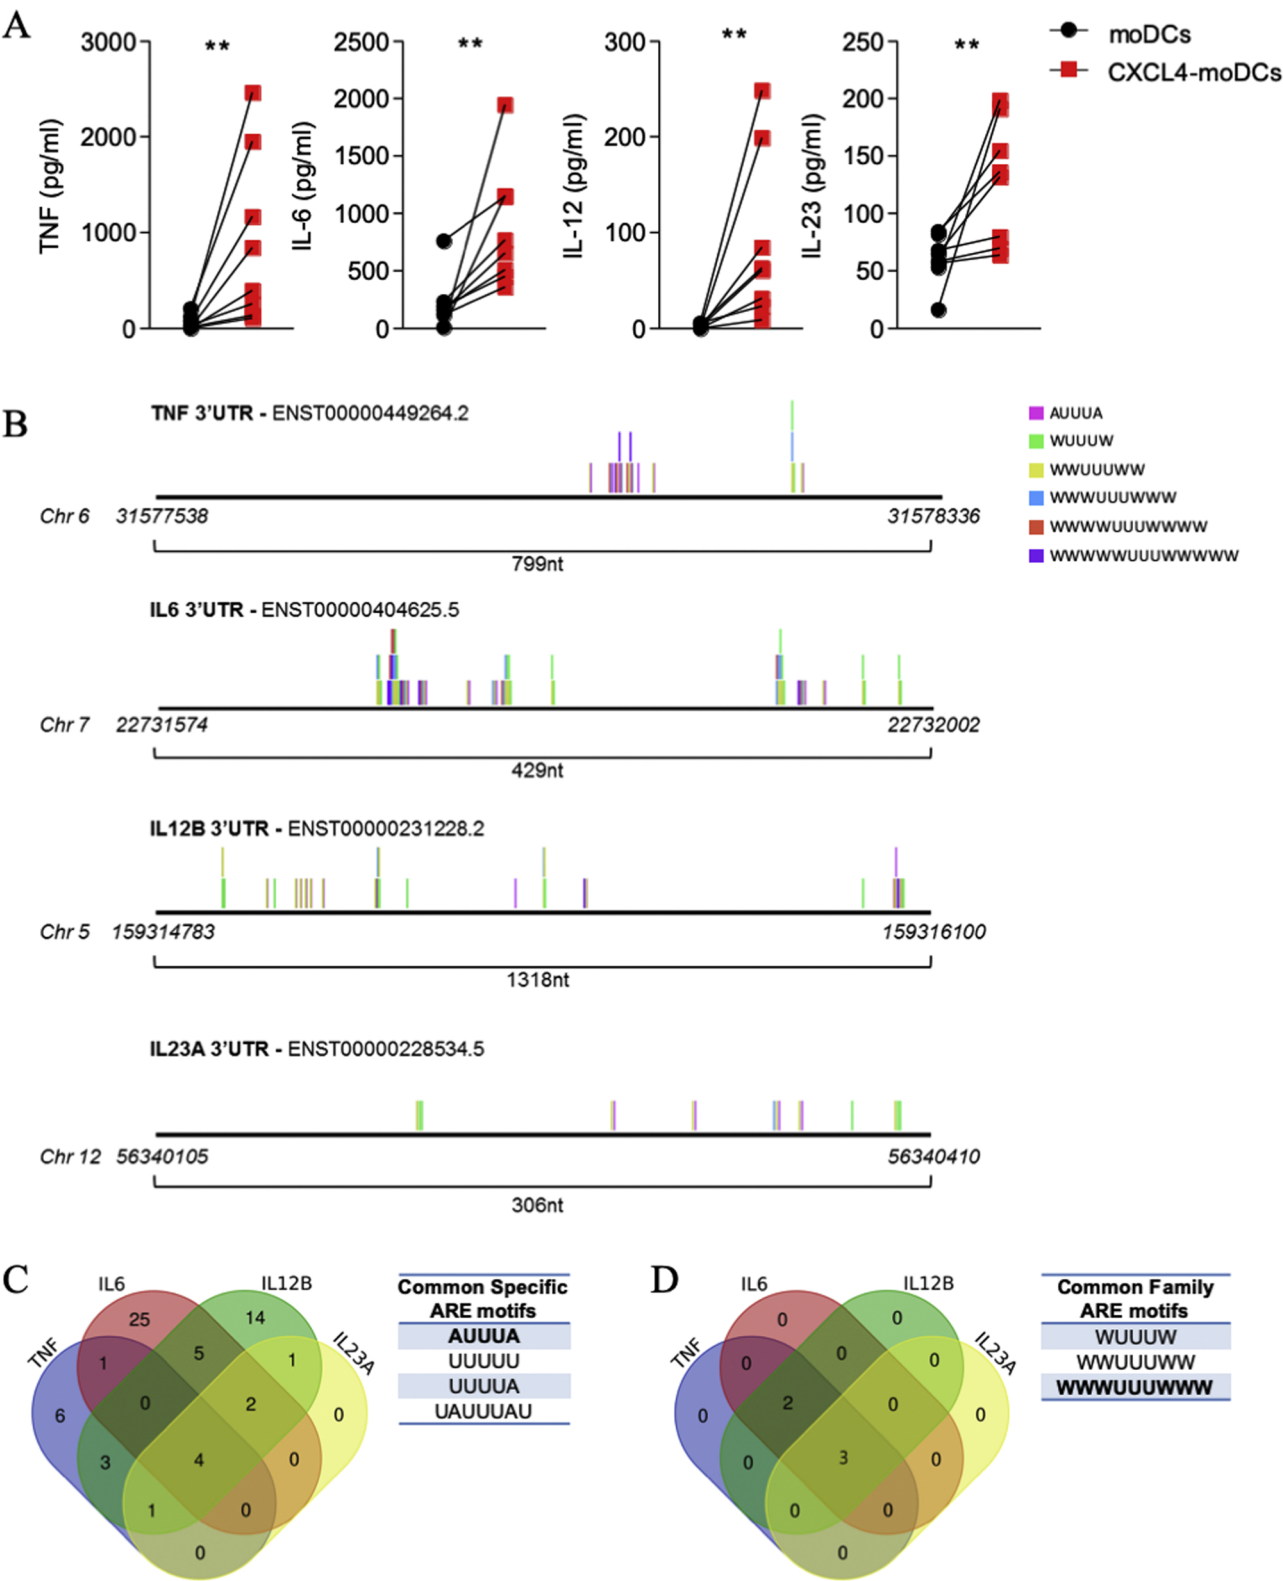 A
moDCs
CXCL4-moDCs
**
TNF (pg/ml)
3000
2000
1000
0
**
IL-6 (pg/ml)
2500
2000
1500
1000
500
0
**
IL-12 (pg/ml)
300
200
100
0
**
IL-23 (pg/ml)
250
200
150
100
50
0
B
TNF 3’UTR - ENST00000449264.2
Chr 6 31577538 31578336
799nt
AUUUA
WUUUW
WWUUUWW
WWWUUUWWW
WWWWUUUWWWW
WWWWWUUUWWWWW
IL6 3’UTR - ENST00000404625.5
Chr 7 22731574 22732002
429nt
IL12B 3’UTR - ENST00000231228.2
Chr 5 159314783 159316100
1318nt
IL23A 3’UTR - ENST00000228534.5
Chr 12 56340105 56340410
306nt
C
TNF
IL6
IL12B
IL23A
25 14
1 5 1
6 0 2 0
3 4 0
1 0
0
Common Specific
ARE motifs
AUUUA
UUUUU
UUUUA
UAUUUAU
D
TNF
IL6
IL12B
IL23A
0 0
0 0 0
0 2 0 0
0 3 0
0 0
0
Common Family
ARE motifs
WUUUW
WWUUUWW
WWWUUUWWW